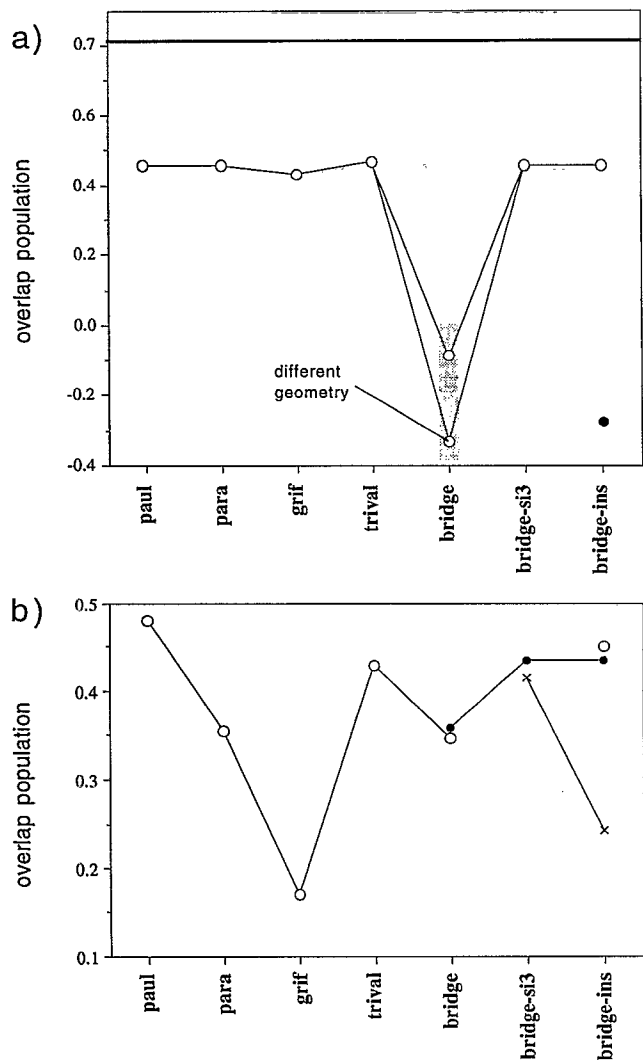 a)
0.7
0.6
0.4
0.2
0.0
-0.2
-0.4
overlap population
different
geometry
paul
para
grif
trival
bridge
bridge-si3
bridge-ins
b)
0.5
0.4
0.3
0.2
0.1
overlap population
paul
para
grif
trival
bridge
bridge-si3
bridge-ins